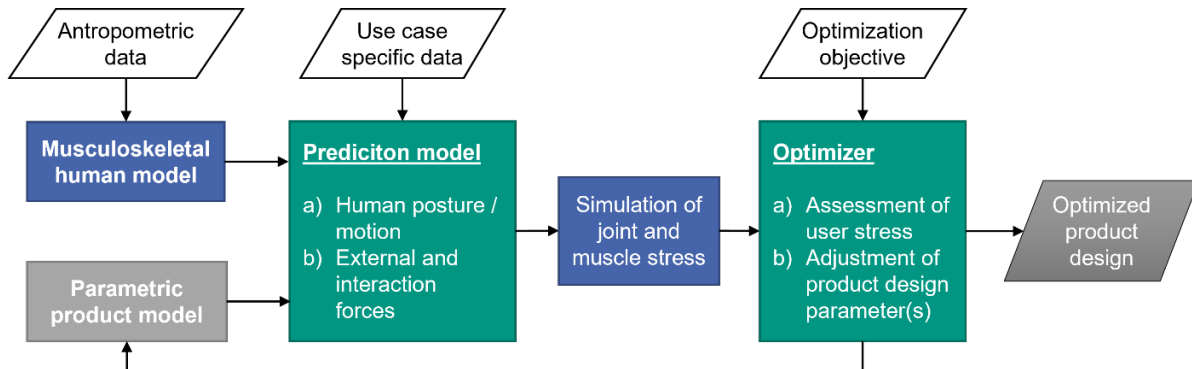 Antropometric
data
Use case
specific data
Optimization
objective
Musculoskeletal
human model
Prediciton model
a) Human posture /
motion
b) External and
interaction
forces
Simulation of
joint and
muscle stress
Optimizer
a) Assessment of
user stress
b) Adjustment of
product design
parameter(s)
Optimized
product
design
Parametric
product model